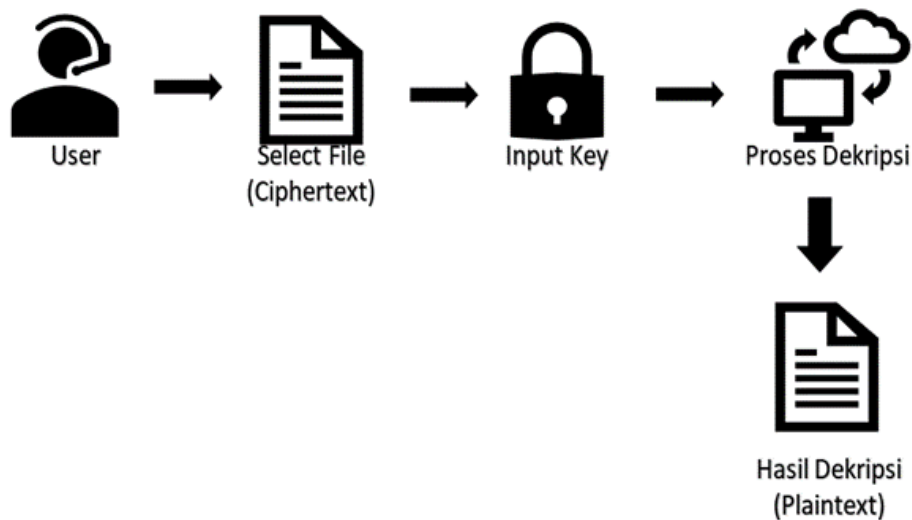 User
Select File
(Ciphertext)
Input Key
Proses Dekripsi
Hasil Dekripsi
(Plaintext)